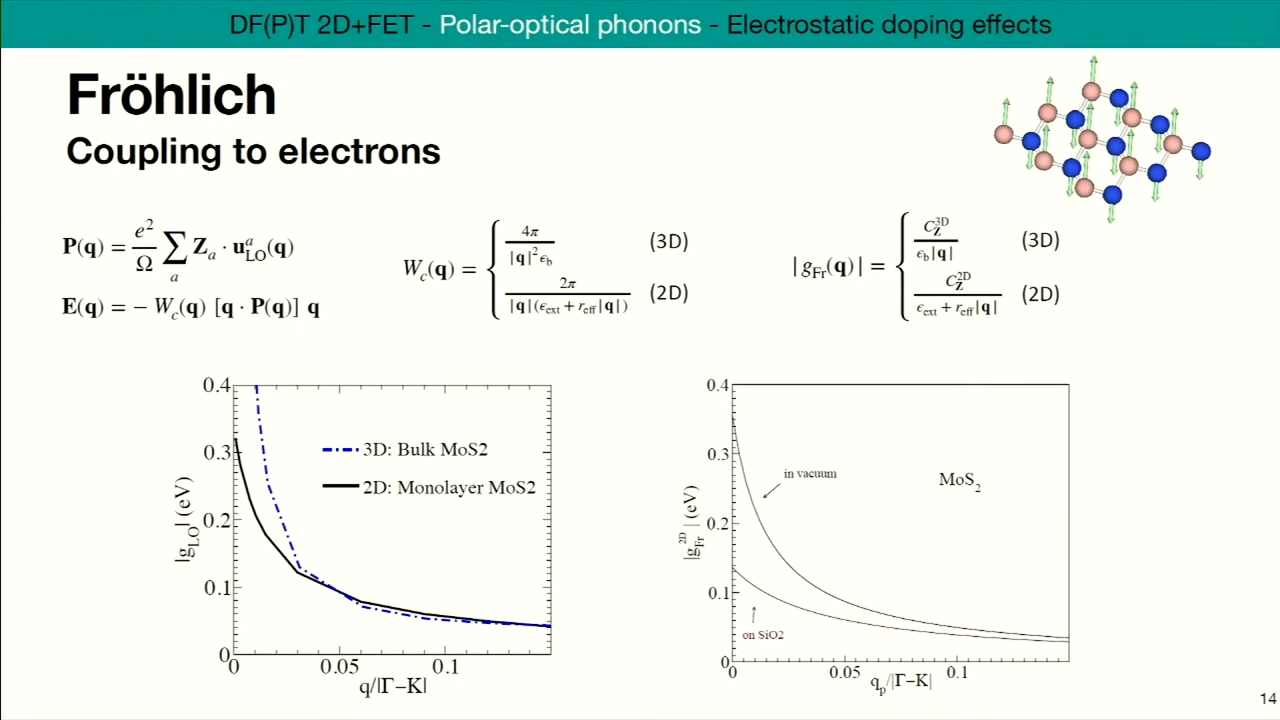 DF(P)T 2D+FET - Polar-optical phonons - Electrostatic doping effects
Fröhlich
Coupling to electrons
P(q) = e² / Ω ∑_a Z_a · u^a_LO(q)
E(q) = − W_c(q) [q · P(q)] q
W_c(q) = { 4π / |q|² ϵ_b (3D)
2π / |q|(ϵ_ext + r_eff|q|) (2D)
|g_Fr(q)| = { C_Z^3D / ϵ_b|q| (3D)
C_Z^2D / ϵ_ext + r_eff|q| (2D)
|g_LO| (eV)
0.4
0.3
0.2
0.1
0
3D: Bulk MoS2
2D: Monolayer MoS2
0 0.05 0.1
q/|Γ−K|
|g_Fr^2D| (eV)
0.4
0.3
0.2
0.1
0
in vacuum
MoS₂
on SiO2
0 0.05 0.1
q_p/|Γ−K|
14